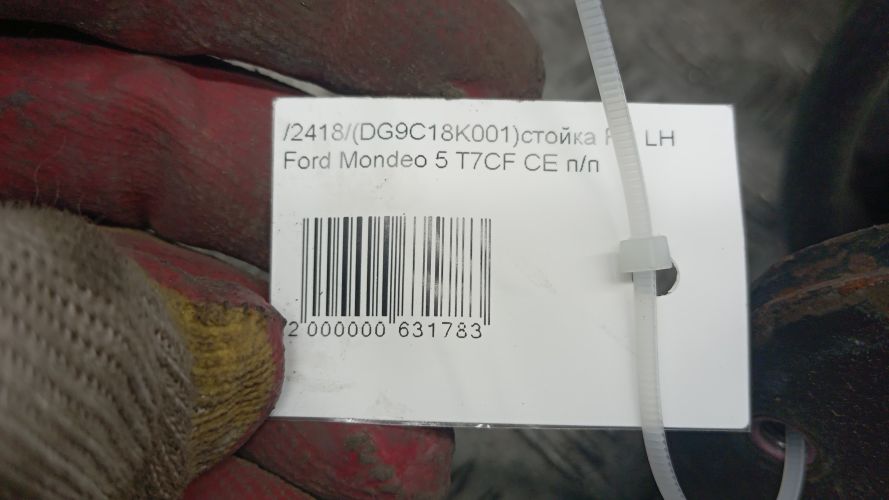 /2418/(DG9C18K001)стойка LH
Ford Mondeo 5 T7CF CE п/п
2 000000 631783